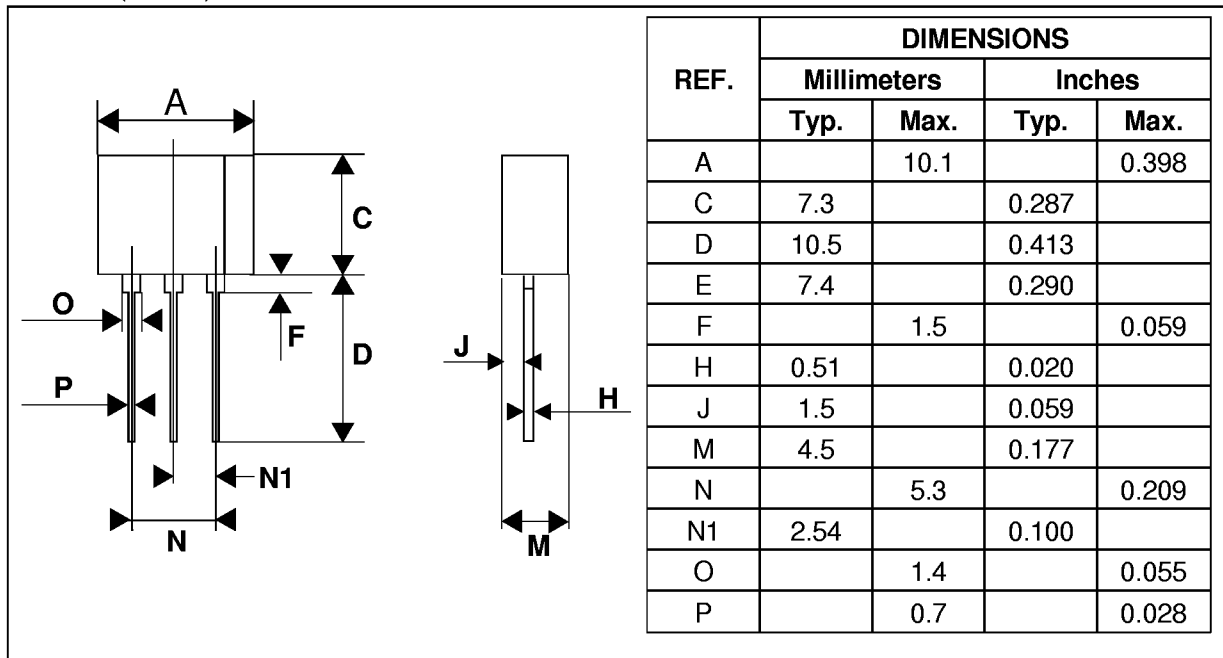 A
C
O
F
D
P
N1
N
J
H
M
REF. DIMENSIONS
Millimeters Inches
Typ. Max. Typ. Max.
A 10.1 0.398
C 7.3 0.287
D 10.5 0.413
E 7.4 0.290
F 1.5 0.059
H 0.51 0.020
J 1.5 0.059
M 4.5 0.177
N 5.3 0.209
N1 2.54 0.100
O 1.4 0.055
P 0.7 0.028